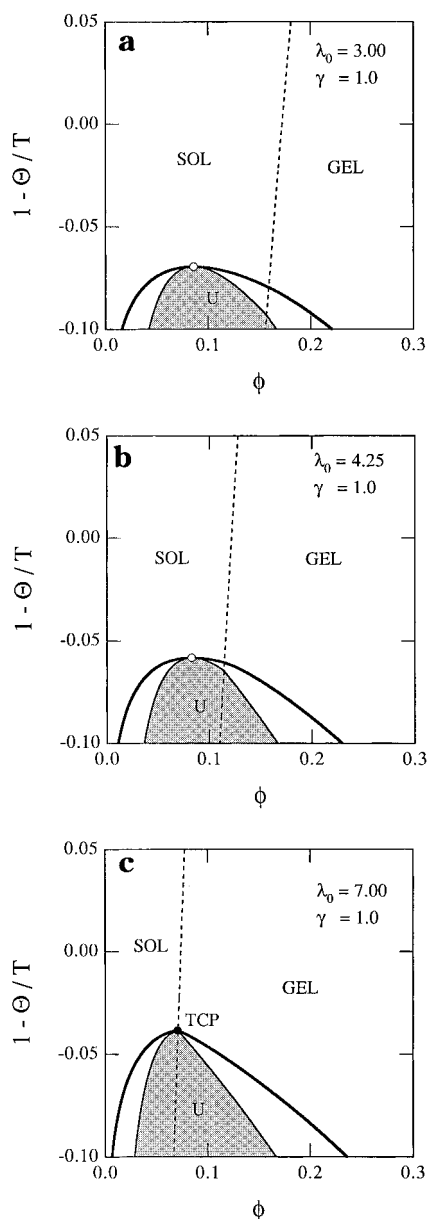 a
λ₀ = 3.00
γ = 1.0
SOL
GEL
U
1 - Θ / T
0.05
0.00
-0.05
-0.10
0.0
0.1
0.2
0.3
ϕ
b
λ₀ = 4.25
γ = 1.0
SOL
GEL
U
1 - Θ / T
0.05
0.00
-0.05
-0.10
0.0
0.1
0.2
0.3
ϕ
c
λ₀ = 7.00
γ = 1.0
SOL
GEL
TCP
U
1 - Θ / T
0.05
0.00
-0.05
-0.10
0.0
0.1
0.2
0.3
ϕ